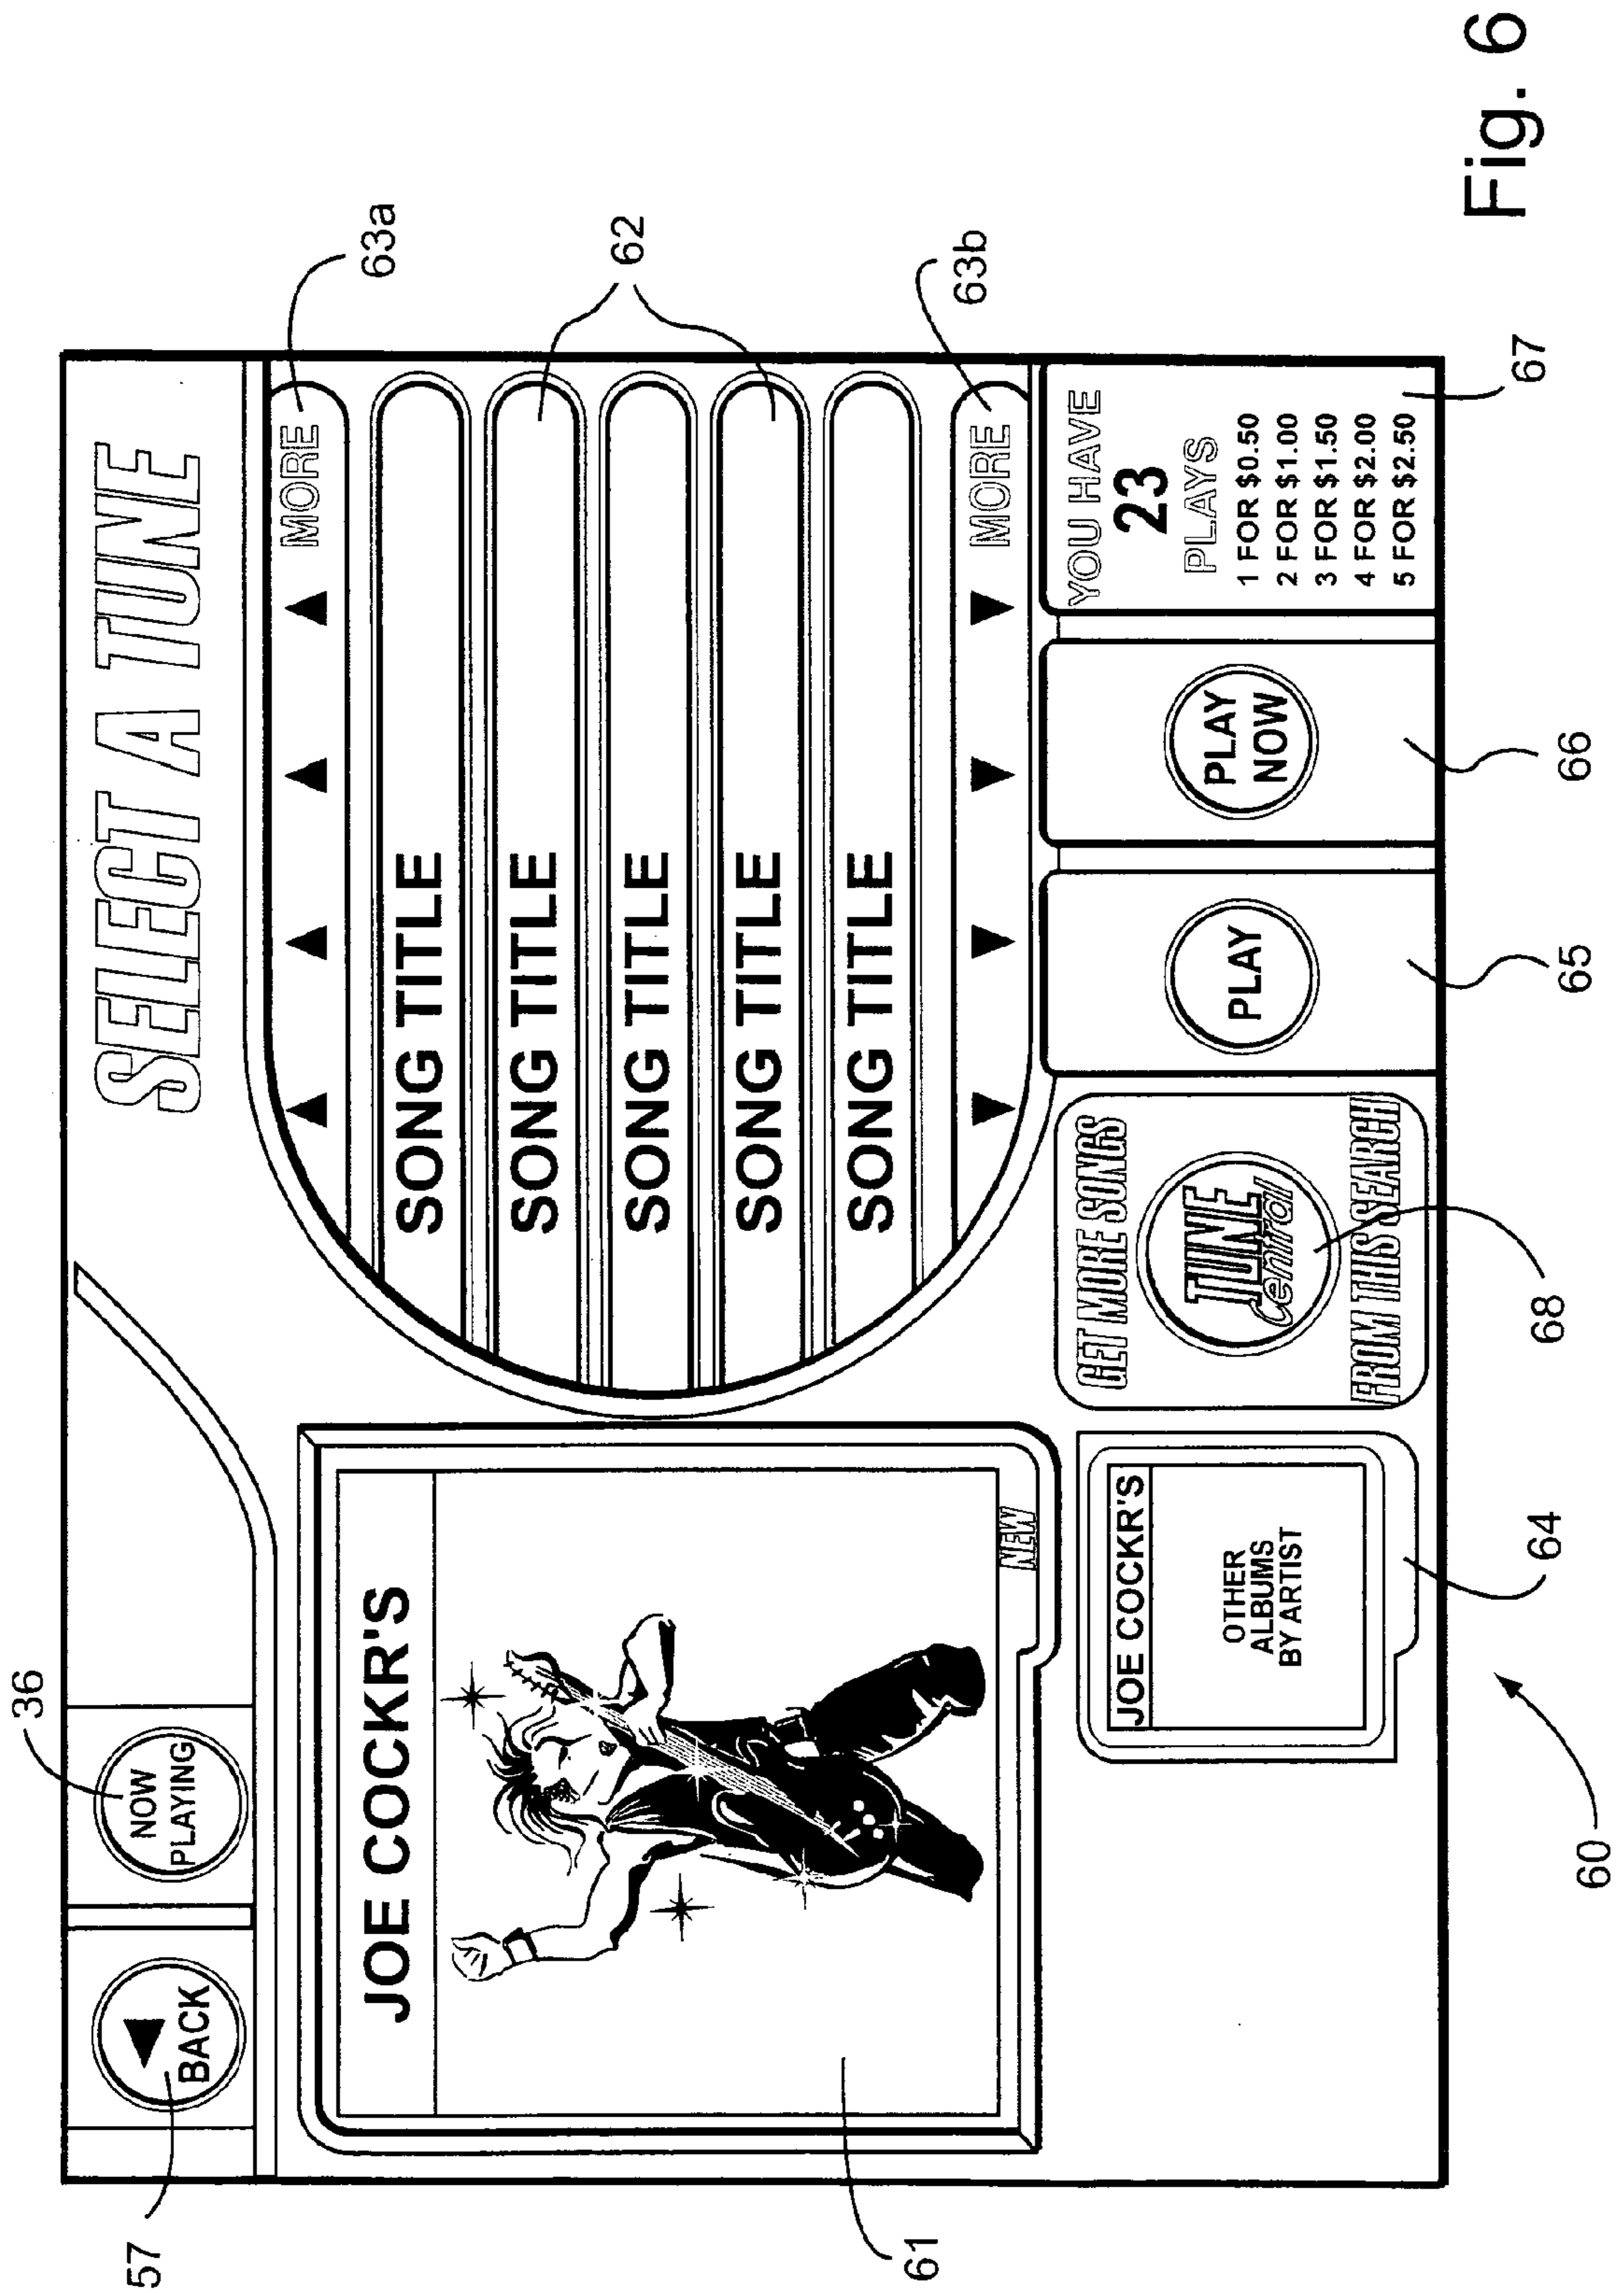 57
BACK
36
NOW
PLAYING
SELECT A TUNE
JOE COCKR'S
NEW
61
MORE
63a
SONG TITLE
SONG TITLE
SONG TITLE
SONG TITLE
SONG TITLE
62
MORE
63b
JOE COCKR'S
OTHER
ALBUMS
BY ARTIST
64
GET MORE SONGS
TUNE
Central
FROM THIS SEARCH
68
PLAY
65
PLAY
NOW
66
YOU HAVE
23
PLAYS
1 FOR $0.50
2 FOR $1.00
3 FOR $1.50
4 FOR $2.00
5 FOR $2.50
67
60
Fig. 6